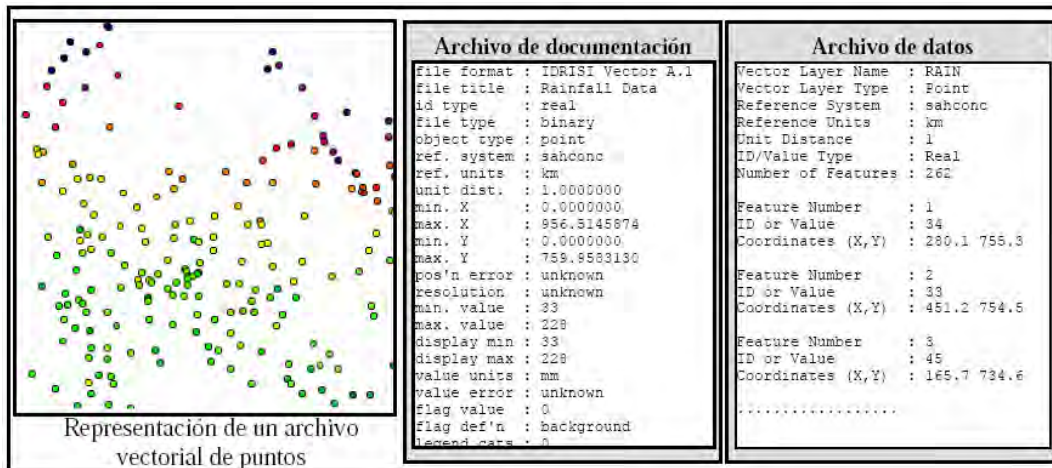 Representación de un archivo
vectorial de puntos
Archivo de documentación
file format : IDRISI Vector A.1
file title : Rainfall Data
id type : real
file type : binary
object type : point
ref. system : sahconc
ref. units : km
unit dist. : 1.0000000
min. X : 0.0000000
max. X : 956.5145874
min. Y : 0.0000000
max. Y : 759.9583130
pos'n error : unknown
resolution : unknown
min. value : 33
max. value : 228
display min : 33
display max : 228
value units : mm
value error : unknown
flag value : 0
flag def'n : background
legend cats : 0
Archivo de datos
Vector Layer Name : RAIN
Vector Layer Type : Point
Reference System : sahconc
Reference Units : km
Unit Distance : 1
ID/Value Type : Real
Number of Features : 262
Feature Number : 1
ID or Value : 34
Coordinates (X,Y) : 280.1 755.3
Feature Number : 2
ID or Value : 33
Coordinates (X,Y) : 451.2 754.5
Feature Number : 3
ID or Value : 45
Coordinates (X,Y) : 165.7 734.6
..................